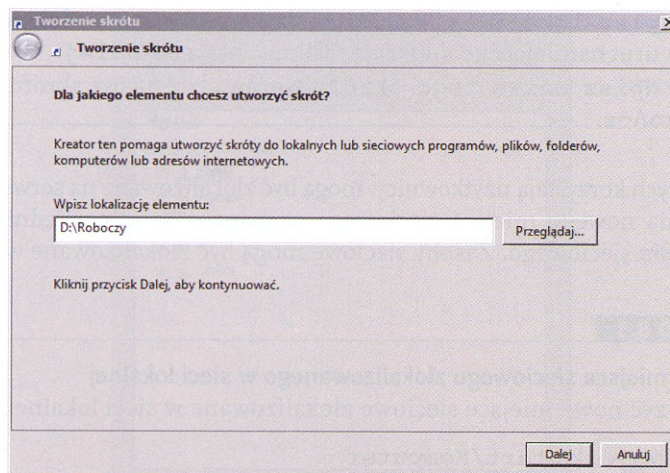 Tworzenie skrótu
Tworzenie skrótu
Dla jakiego elementu chcesz utworzyć skrót?
Kreator ten pomaga utworzyć skróty do lokalnych lub sieciowych programów, plików, folderów,
komputerów lub adresów internetowych.
Wpisz lokalizację elementu:
D:\Roboczy
Przeglądaj...
Kliknij przycisk Dalej, aby kontynuować.
Dalej
Anuluj